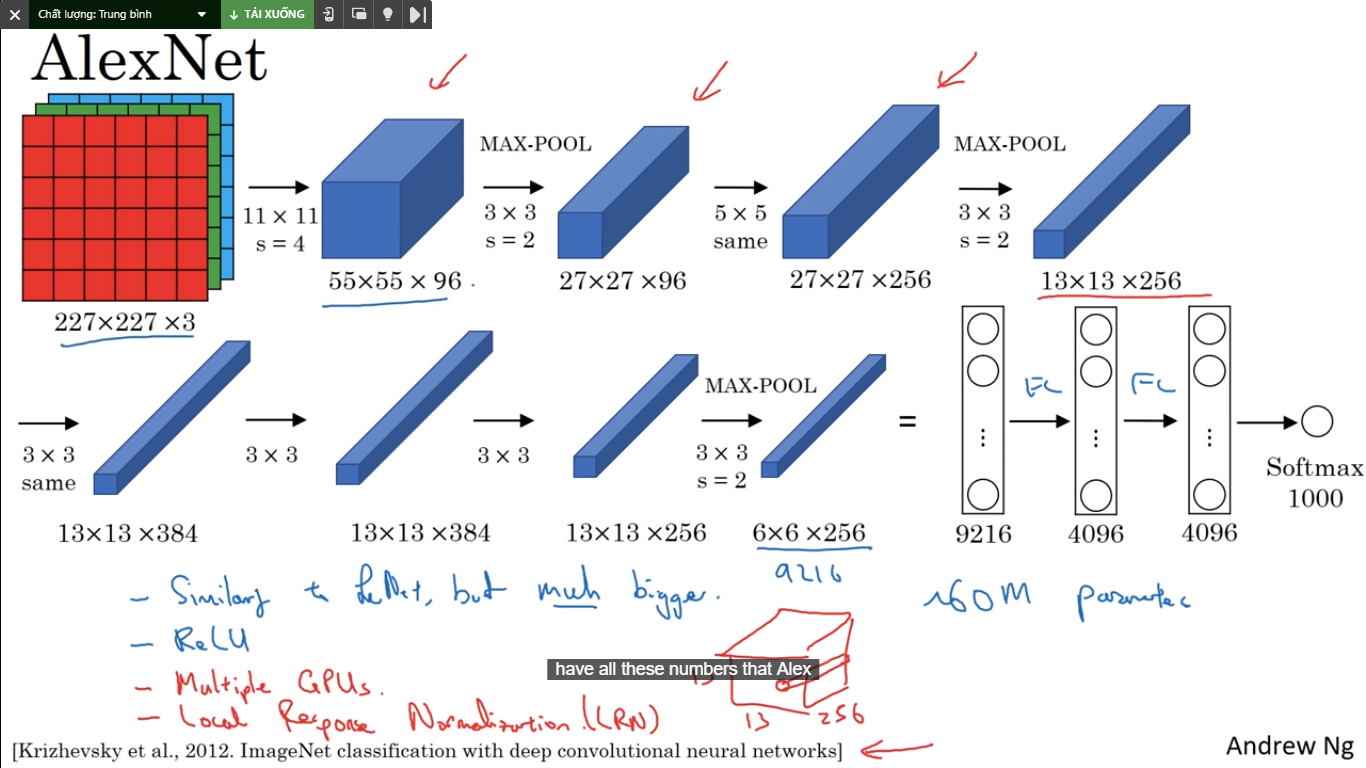 Chất lượng: Trung bình
TẢI XUỐNG
AlexNet
227×227 ×3
11 × 11
s = 4
55×55 × 96
MAX-POOL
3 × 3
s = 2
27×27 ×96
5 × 5
same
27×27 ×256
MAX-POOL
3 × 3
s = 2
13×13 ×256
3 × 3
same
13×13 ×384
3 × 3
13×13 ×384
3 × 3
13×13 ×256
MAX-POOL
3 × 3
s = 2
6×6 ×256
9216
=
9216
FC
4096
FC
4096
Softmax
1000
- Similary to LeNet, but much bigger.
~60M
- ReLU
- Multiple GPUs.
- Local Response Normalization (LRN)
have all these numbers that Alex
13
13
256
[Krizhevsky et al., 2012. ImageNet classification with deep convolutional neural networks]
Andrew Ng